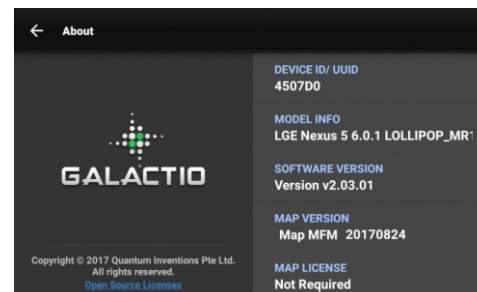 About
GALACTIO
Copyright © 2017 Quantum Inventions Pte Ltd.
All rights reserved.
Open Source Licenses
DEVICE ID/ UUID
4507D0
MODEL INFO
LGE Nexus 5 6.0.1 LOLLIPOP_MR1
SOFTWARE VERSION
Version v2.03.01
MAP VERSION
Map MFM 20170824
MAP LICENSE
Not Required